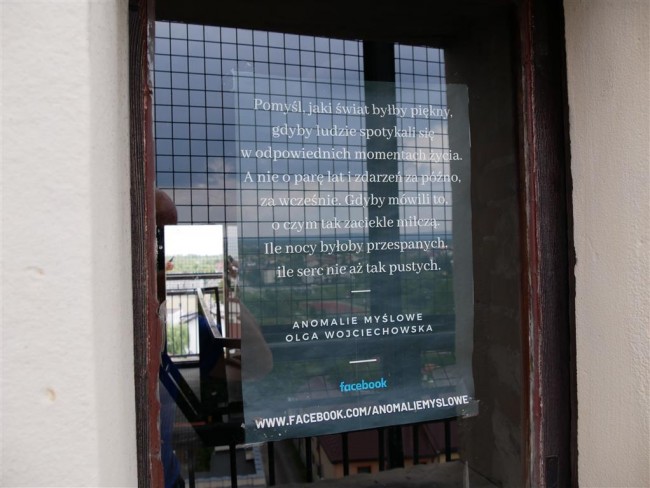 Pomyśl, jaki świat byłby piękny,
gdyby ludzie spotykali się
w odpowiednich momentach życia.
A nie o parę lat i zdarzeń za późno,
za wcześnie. Gdyby mówili to,
o czym tak zaciekle milczą.
Ile nocy byłoby przespanych,
ile serc nie aż tak pustych.
ANOMALIE MYŚLOWE
OLGA WOJCIECHOWSKA
facebook
WWW.FACEBOOK.COM/ANOMALIEMYSLOWE